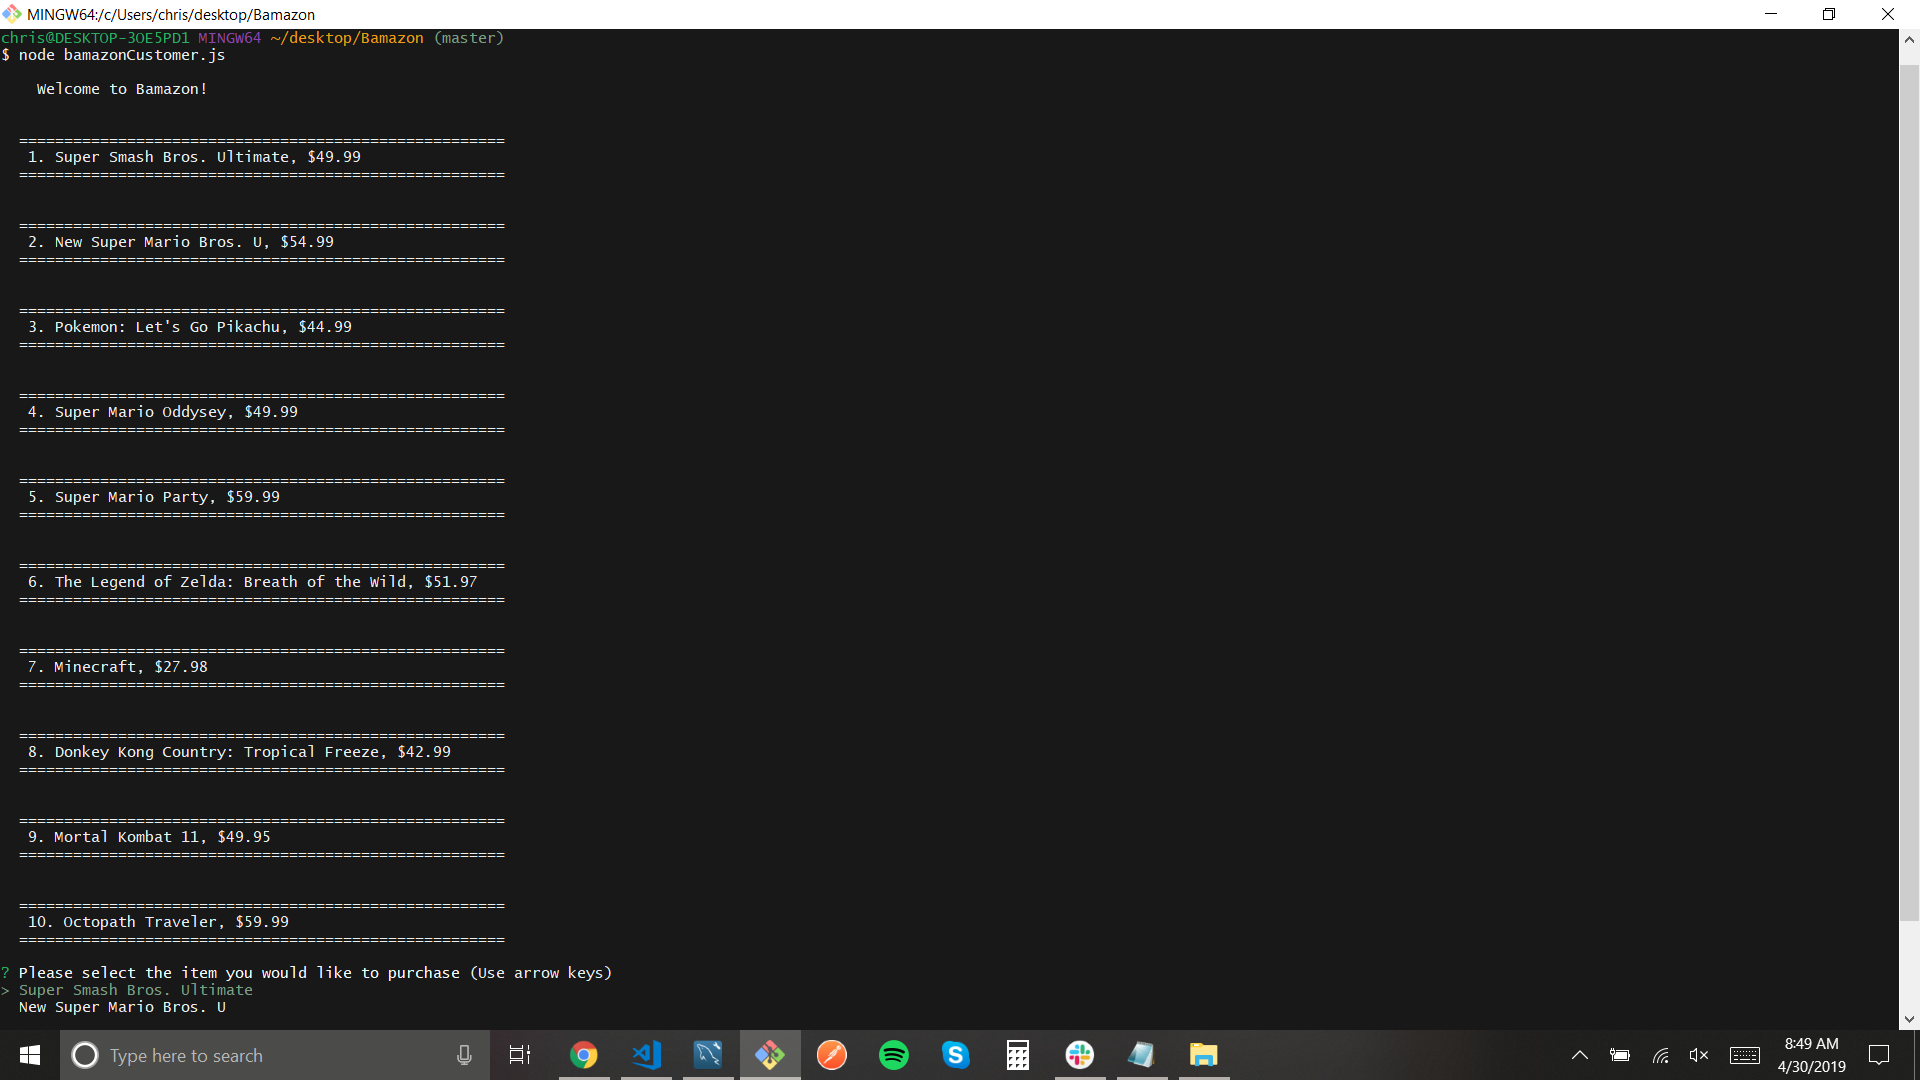 MINGW64:/c/Users/chris/desktop/Bamazon
chris@DESKTOP-3OE5PD1 MINGW64 ~/desktop/Bamazon (master)
$ node bamazonCustomer.js
Welcome to Bamazon!
======================================================
1. Super Smash Bros. Ultimate, $49.99
======================================================
======================================================
2. New Super Mario Bros. U, $54.99
======================================================
======================================================
3. Pokemon: Let's Go Pikachu, $44.99
======================================================
======================================================
4. Super Mario Oddysey, $49.99
======================================================
======================================================
5. Super Mario Party, $59.99
======================================================
======================================================
6. The Legend of Zelda: Breath of the Wild, $51.97
======================================================
======================================================
7. Minecraft, $27.98
======================================================
======================================================
8. Donkey Kong Country: Tropical Freeze, $42.99
======================================================
======================================================
9. Mortal Kombat 11, $49.95
======================================================
======================================================
10. Octopath Traveler, $59.99
======================================================
? Please select the item you would like to purchase (Use arrow keys)
> Super Smash Bros. Ultimate
New Super Mario Bros. U
Type here to search
8:49 AM
4/30/2019